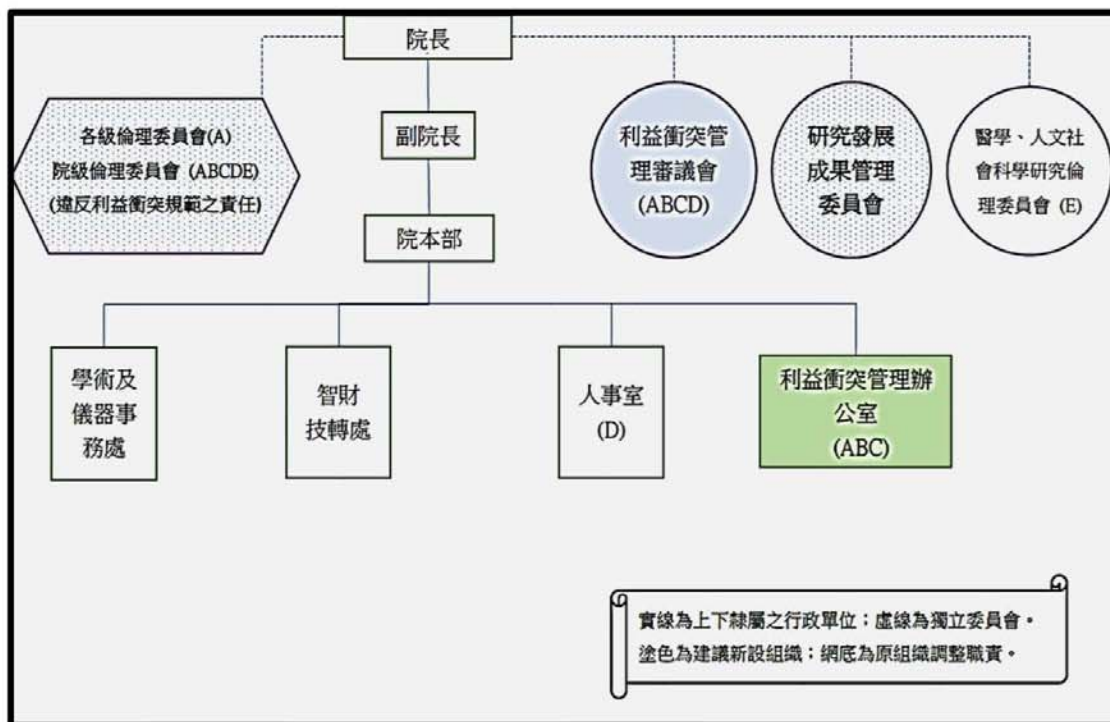 院長
各級倫理委員會(A)
院級倫理委員會 (ABCDE)
(違反利益衝突規範之責任)
副院長
利益衝突管
理審議會
(ABCD)
研究發展
成果管理
委員會
醫學、人文社
會科學研究倫
理委員會 (E)
院本部
學術及
儀器事
務處
智財
技轉處
人事室
(D)
利益衝突管理辦
公室
(ABC)
實線為上下隸屬之行政單位；虛線為獨立委員會。
塗色為建議新設組織；網底為原組織調整職責。